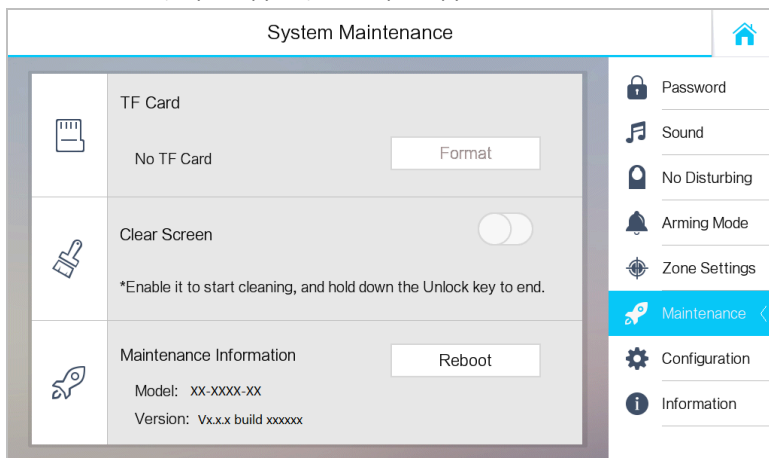 System Maintenance
TF Card
No TF Card
Format
Clear Screen
*Enable it to start cleaning, and hold down the Unlock key to end.
Maintenance Information
Reboot
Model: XX-XXXX-XX
Version: Vx.x.x build xxxxxx
Password
Sound
No Disturbing
Arming Mode
Zone Settings
Maintenance
Configuration
Information